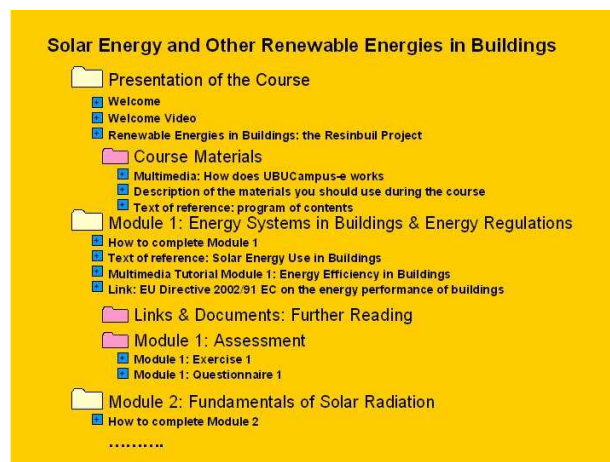 Solar Energy and Other Renewable Energies in Buildings
Presentation of the Course
Welcome
Welcome Video
Renewable Energies in Buildings: the Resinbuil Project
Course Materials
Multimedia: How does UBUCampus-e works
Description of the materials you should use during the course
Text of reference: program of contents
Module 1: Energy Systems in Buildings & Energy Regulations
How to complete Module 1
Text of reference: Solar Energy Use in Buildings
Multimedia Tutorial Module 1: Energy Efficiency in Buildings
Link: EU Directive 2002/91 EC on the energy performance of buildings
Links & Documents: Further Reading
Module 1: Assessment
Module 1: Exercise 1
Module 1: Questionnaire 1
Module 2: Fundamentals of Solar Radiation
How to complete Module 2
..........